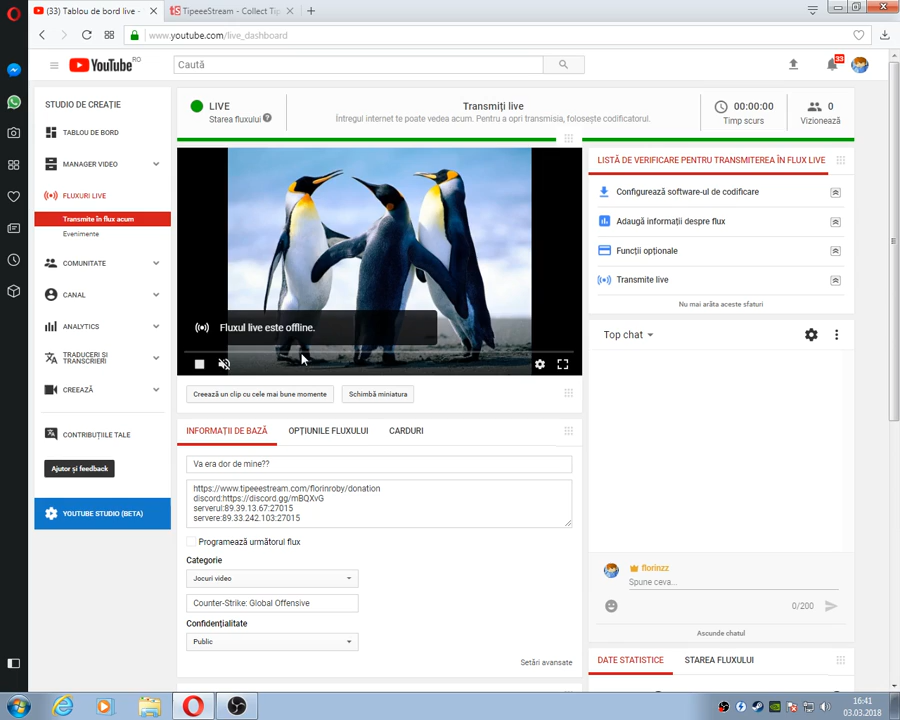 (33) Tablou de bord live -
TipeeeStream - Collect Tip
www.youtube.com/live_dashboard
YouTube RO
Caută
33
STUDIO DE CREAȚIE
TABLOU DE BORD
MANAGER VIDEO
FLUXURI LIVE
Transmite în flux acum
Evenimente
COMUNITATE
CANAL
ANALYTICS
TRADUCERI ȘI
TRANSCRIERI
CREEAZĂ
CONTRIBUȚIILE TALE
Ajutor și feedback
YOUTUBE STUDIO (BETA)
LIVE
Starea fluxului
Transmiți live
Întregul internet te poate vedea acum. Pentru a opri transmisia, folosește codificatorul.
00:00:00
Timp scurs
0
Vizionează
Fluxul live este offline.
Creează un clip cu cele mai bune momente
Schimbă miniatura
INFORMAȚII DE BAZĂ
OPȚIUNILE FLUXULUI
CARDURI
Va era dor de mine??
https://www.tipeeestream.com/florinroby/donation
discord:https://discord.gg/mBQXvG
serverul:89.39.13.67:27015
servere:89.33.242.103:27015
Programează următorul flux
Categorie
Jocuri video
Counter-Strike: Global Offensive
Confidențialitate
Public
Setări avansate
LISTĂ DE VERIFICARE PENTRU TRANSMITEREA ÎN FLUX LIVE
Configurează software-ul de codificare
Adaugă informații despre flux
Funcții opționale
Transmite live
Nu mai arăta aceste sfaturi
Top chat
florinzz
Spune ceva...
0/200
Ascunde chatul
DATE STATISTICE
STAREA FLUXULUI
16:41
03.03.2018